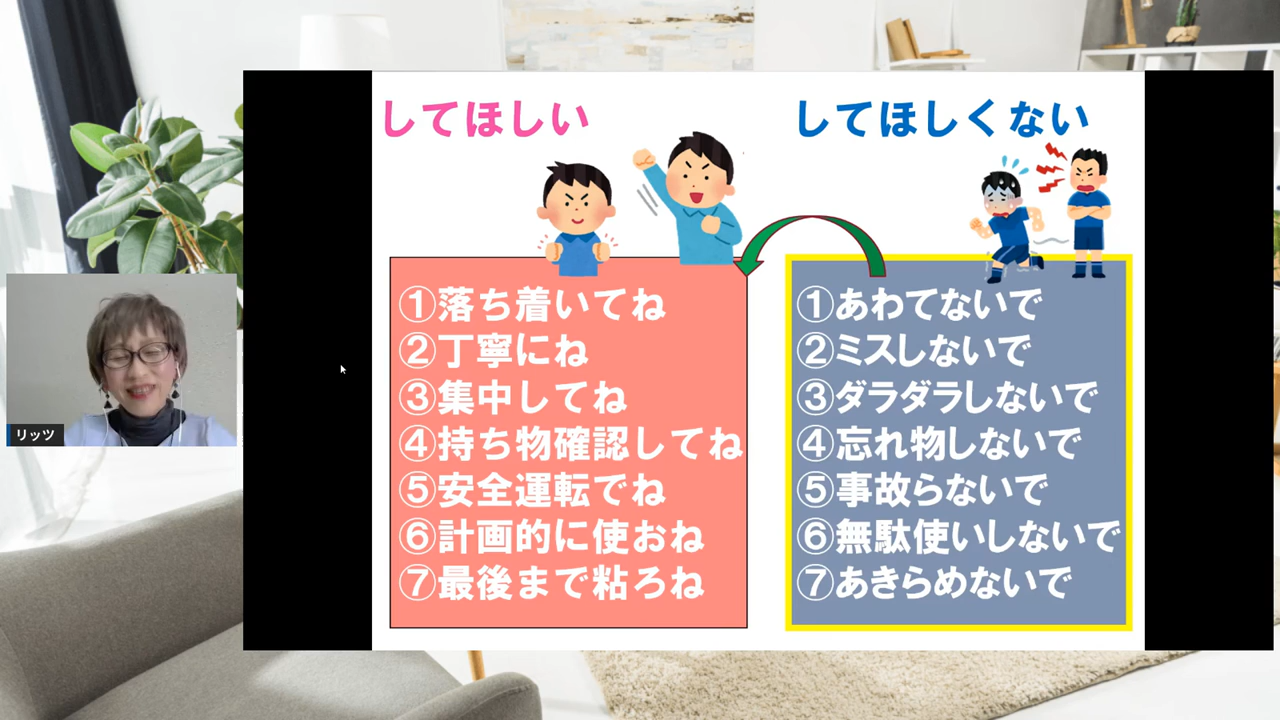 してほしい
①落ち着いてね
②丁寧にね
③集中してね
④持ち物確認してね
⑤安全運転でね
⑥計画的に使おね
⑦最後まで粘ろね
してほしくない
①あわてないで
②ミスしないで
③ダラダラしないで
④忘れ物しないで
⑤事故らないで
⑥無駄使いしないで
⑦あきらめないで
リッツ